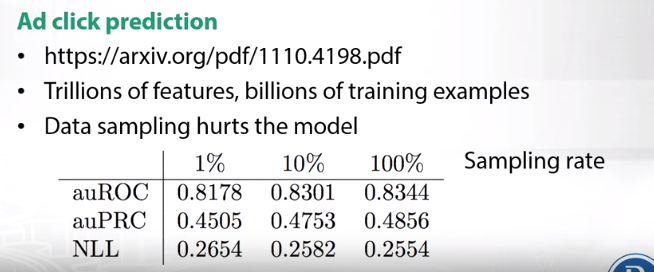 Ad click prediction
• https://arxiv.org/pdf/1110.4198.pdf
• Trillions of features, billions of training examples
• Data sampling hurts the model
1% 10% 100% Sampling rate
auROC 0.8178 0.8301 0.8344
auPRC 0.4505 0.4753 0.4856
NLL 0.2654 0.2582 0.2554